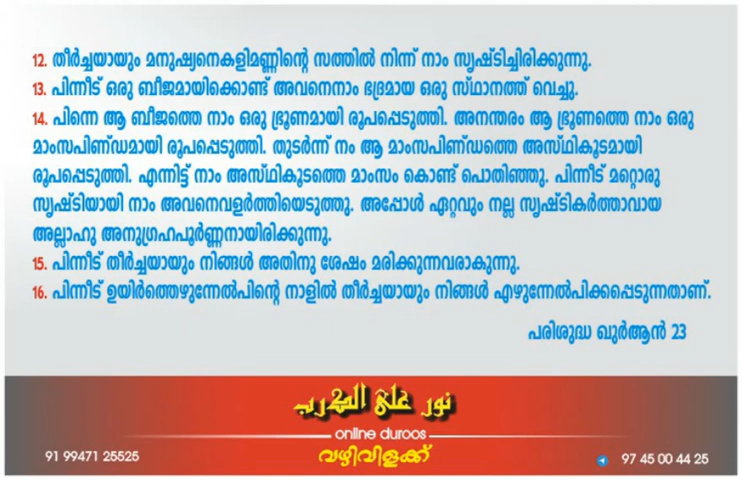 12. തീർച്ചയായും മനുഷ്യനെകളിമണ്ണിന്റെ സത്തിൽ നിന്ന് നാം സൃഷ്ടിച്ചിരിക്കുന്നു.
13. പിന്നീട് ഒരു ബീജമായിക്കൊണ്ട് അവനെനാം ഭദ്രമായ ഒരു സ്ഥാനത്ത് വെച്ചു.
14. പിന്നെ ആ ബീജത്തെ നാം ഒരു ഭ്രൂണമായി രൂപപ്പെടുത്തി. അനന്തരം ആ ഭ്രൂണത്തെ നാം ഒരു
മാംസപിണ്ഡമായി രൂപപ്പെടുത്തി. തുടർന്ന് നം ആ മാംസപിണ്ഡത്തെ അസ്ഥികൂടമായി
രൂപപ്പെടുത്തി. എന്നിട്ട് നാം അസ്ഥികൂടത്തെ മാംസം കൊണ്ട് പൊതിഞ്ഞു. പിന്നീട് മറ്റൊരു
സൃഷ്ടിയായി നാം അവനെവളർത്തിയെടുത്തു. അപ്പോൾ ഏറ്റവും നല്ല സൃഷ്ടികർത്താവായ
അല്ലാഹു അനുഗ്രഹപൂർണ്ണനായിരിക്കുന്നു.
15. പിന്നീട് തീർച്ചയായും നിങ്ങൾ അതിനു ശേഷം മരിക്കുന്നവരാകുന്നു.
16. പിന്നീട് ഉയിർത്തെഴുന്നേൽപിന്റെ നാളിൽ തീർച്ചയായും നിങ്ങൾ എഴുന്നേൽപിക്കപ്പെടുന്നതാണ്.
പരിശുദ്ധ ഖുർആൻ 23
نور على الدرب
online duroos
വഴിവിളക്ക്
91 99471 25525
97 45 00 44 25